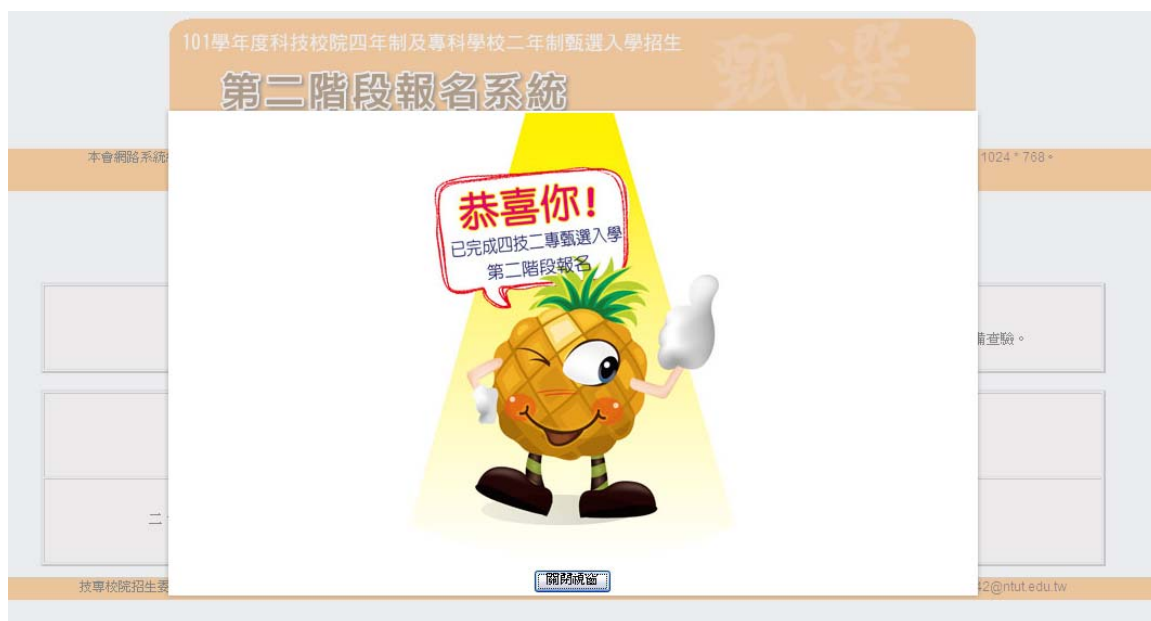 101學年度科技校院四年制及專科學校二年制甄選入學招生
甄選
第二階段報名系統
本會網路系統
1024 * 768。
恭喜你！
已完成四技二專甄選入學
第二階段報名
備查驗。
二、
關閉視窗
技專校院招生委
42@ntut.edu.tw